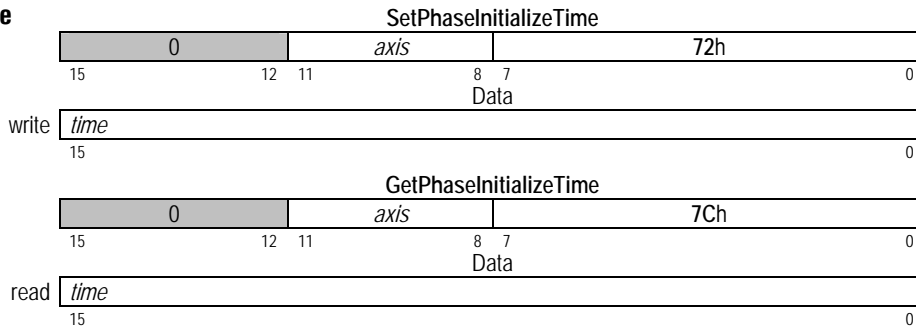 e
SetPhaseInitializeTime
0 axis 72h
15 12 11 8 7 0
Data
write time
15 0
GetPhaseInitializeTime
0 axis 7Ch
15 12 11 8 7 0
Data
read time
15 0